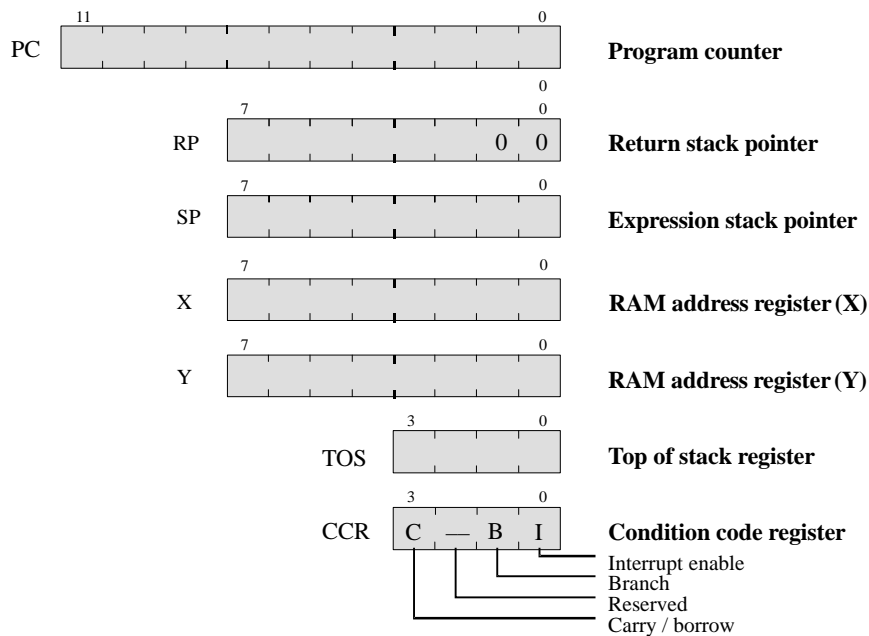 11 0
PC Program counter
0
7 0
RP 0 0 Return stack pointer
7 0
SP Expression stack pointer
7 0
X RAM address register (X)
7 0
Y RAM address register (Y)
3 0
TOS Top of stack register
3 0
CCR C — B I Condition code register
Interrupt enable
Branch
Reserved
Carry / borrow